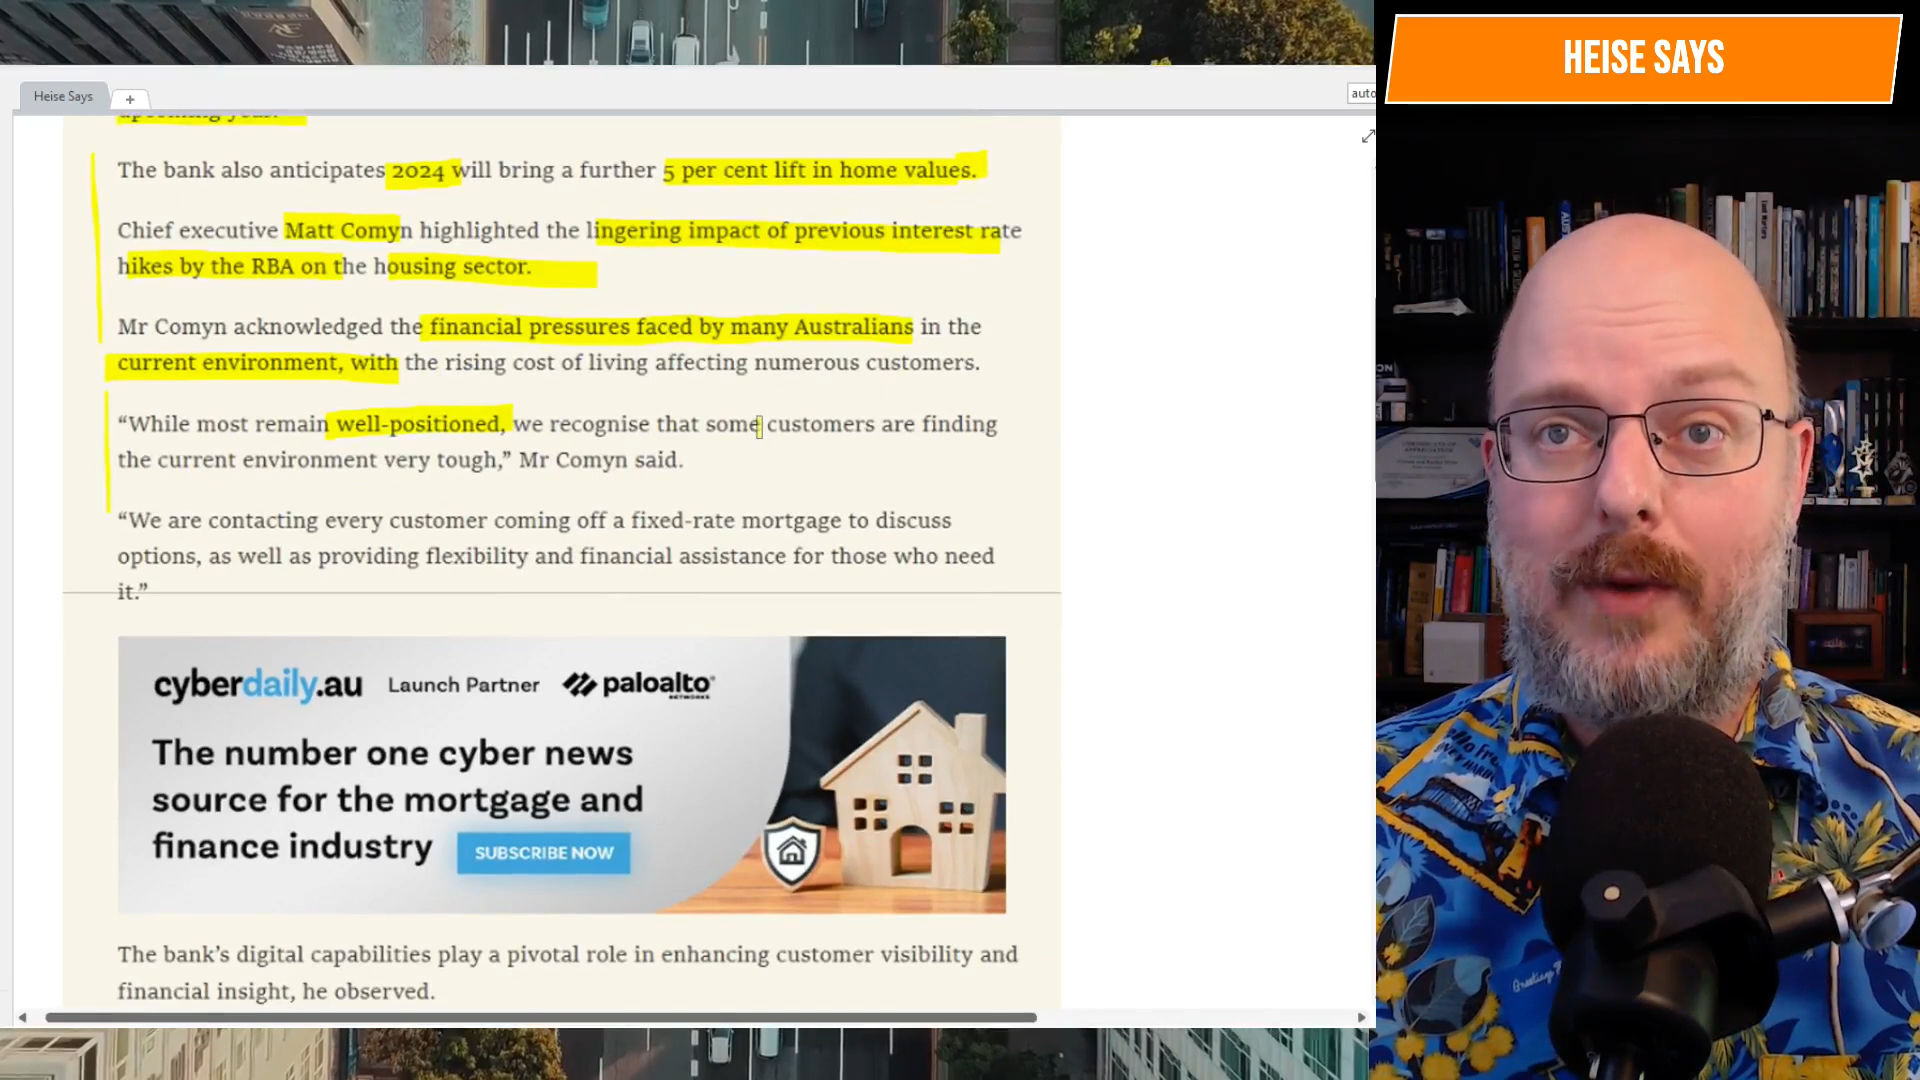 HEISE SAYS
Heise Says
+
auto
upcoming year.
The bank also anticipates 2024 will bring a further 5 per cent lift in home values.
Chief executive Matt Comyn highlighted the lingering impact of previous interest rate
hikes by the RBA on the housing sector.
Mr Comyn acknowledged the financial pressures faced by many Australians in the
current environment, with the rising cost of living affecting numerous customers.
“While most remain well-positioned, we recognise that some customers are finding
the current environment very tough,” Mr Comyn said.
“We are contacting every customer coming off a fixed-rate mortgage to discuss
options, as well as providing flexibility and financial assistance for those who need
it.”
cyberdaily.au Launch Partner paloalto
NETWORKS
The number one cyber news
source for the mortgage and
finance industry SUBSCRIBE NOW
The bank’s digital capabilities play a pivotal role in enhancing customer visibility and
financial insight, he observed.